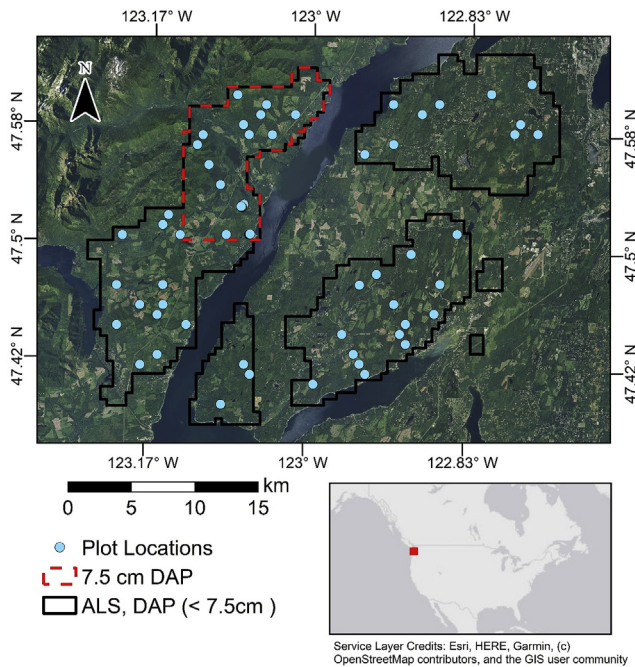 123.17° W 123° W 122.83° W
N
47.58° N
47.58° N
47.5° N
47.5° N
47.42° N
47.42° N
123.17° W 123° W 122.83° W
km
0 5 10 15
Plot Locations
7.5 cm DAP
ALS, DAP (< 7.5cm )
Service Layer Credits: Esri, HERE, Garmin, (c)
OpenStreetMap contributors, and the GIS user community